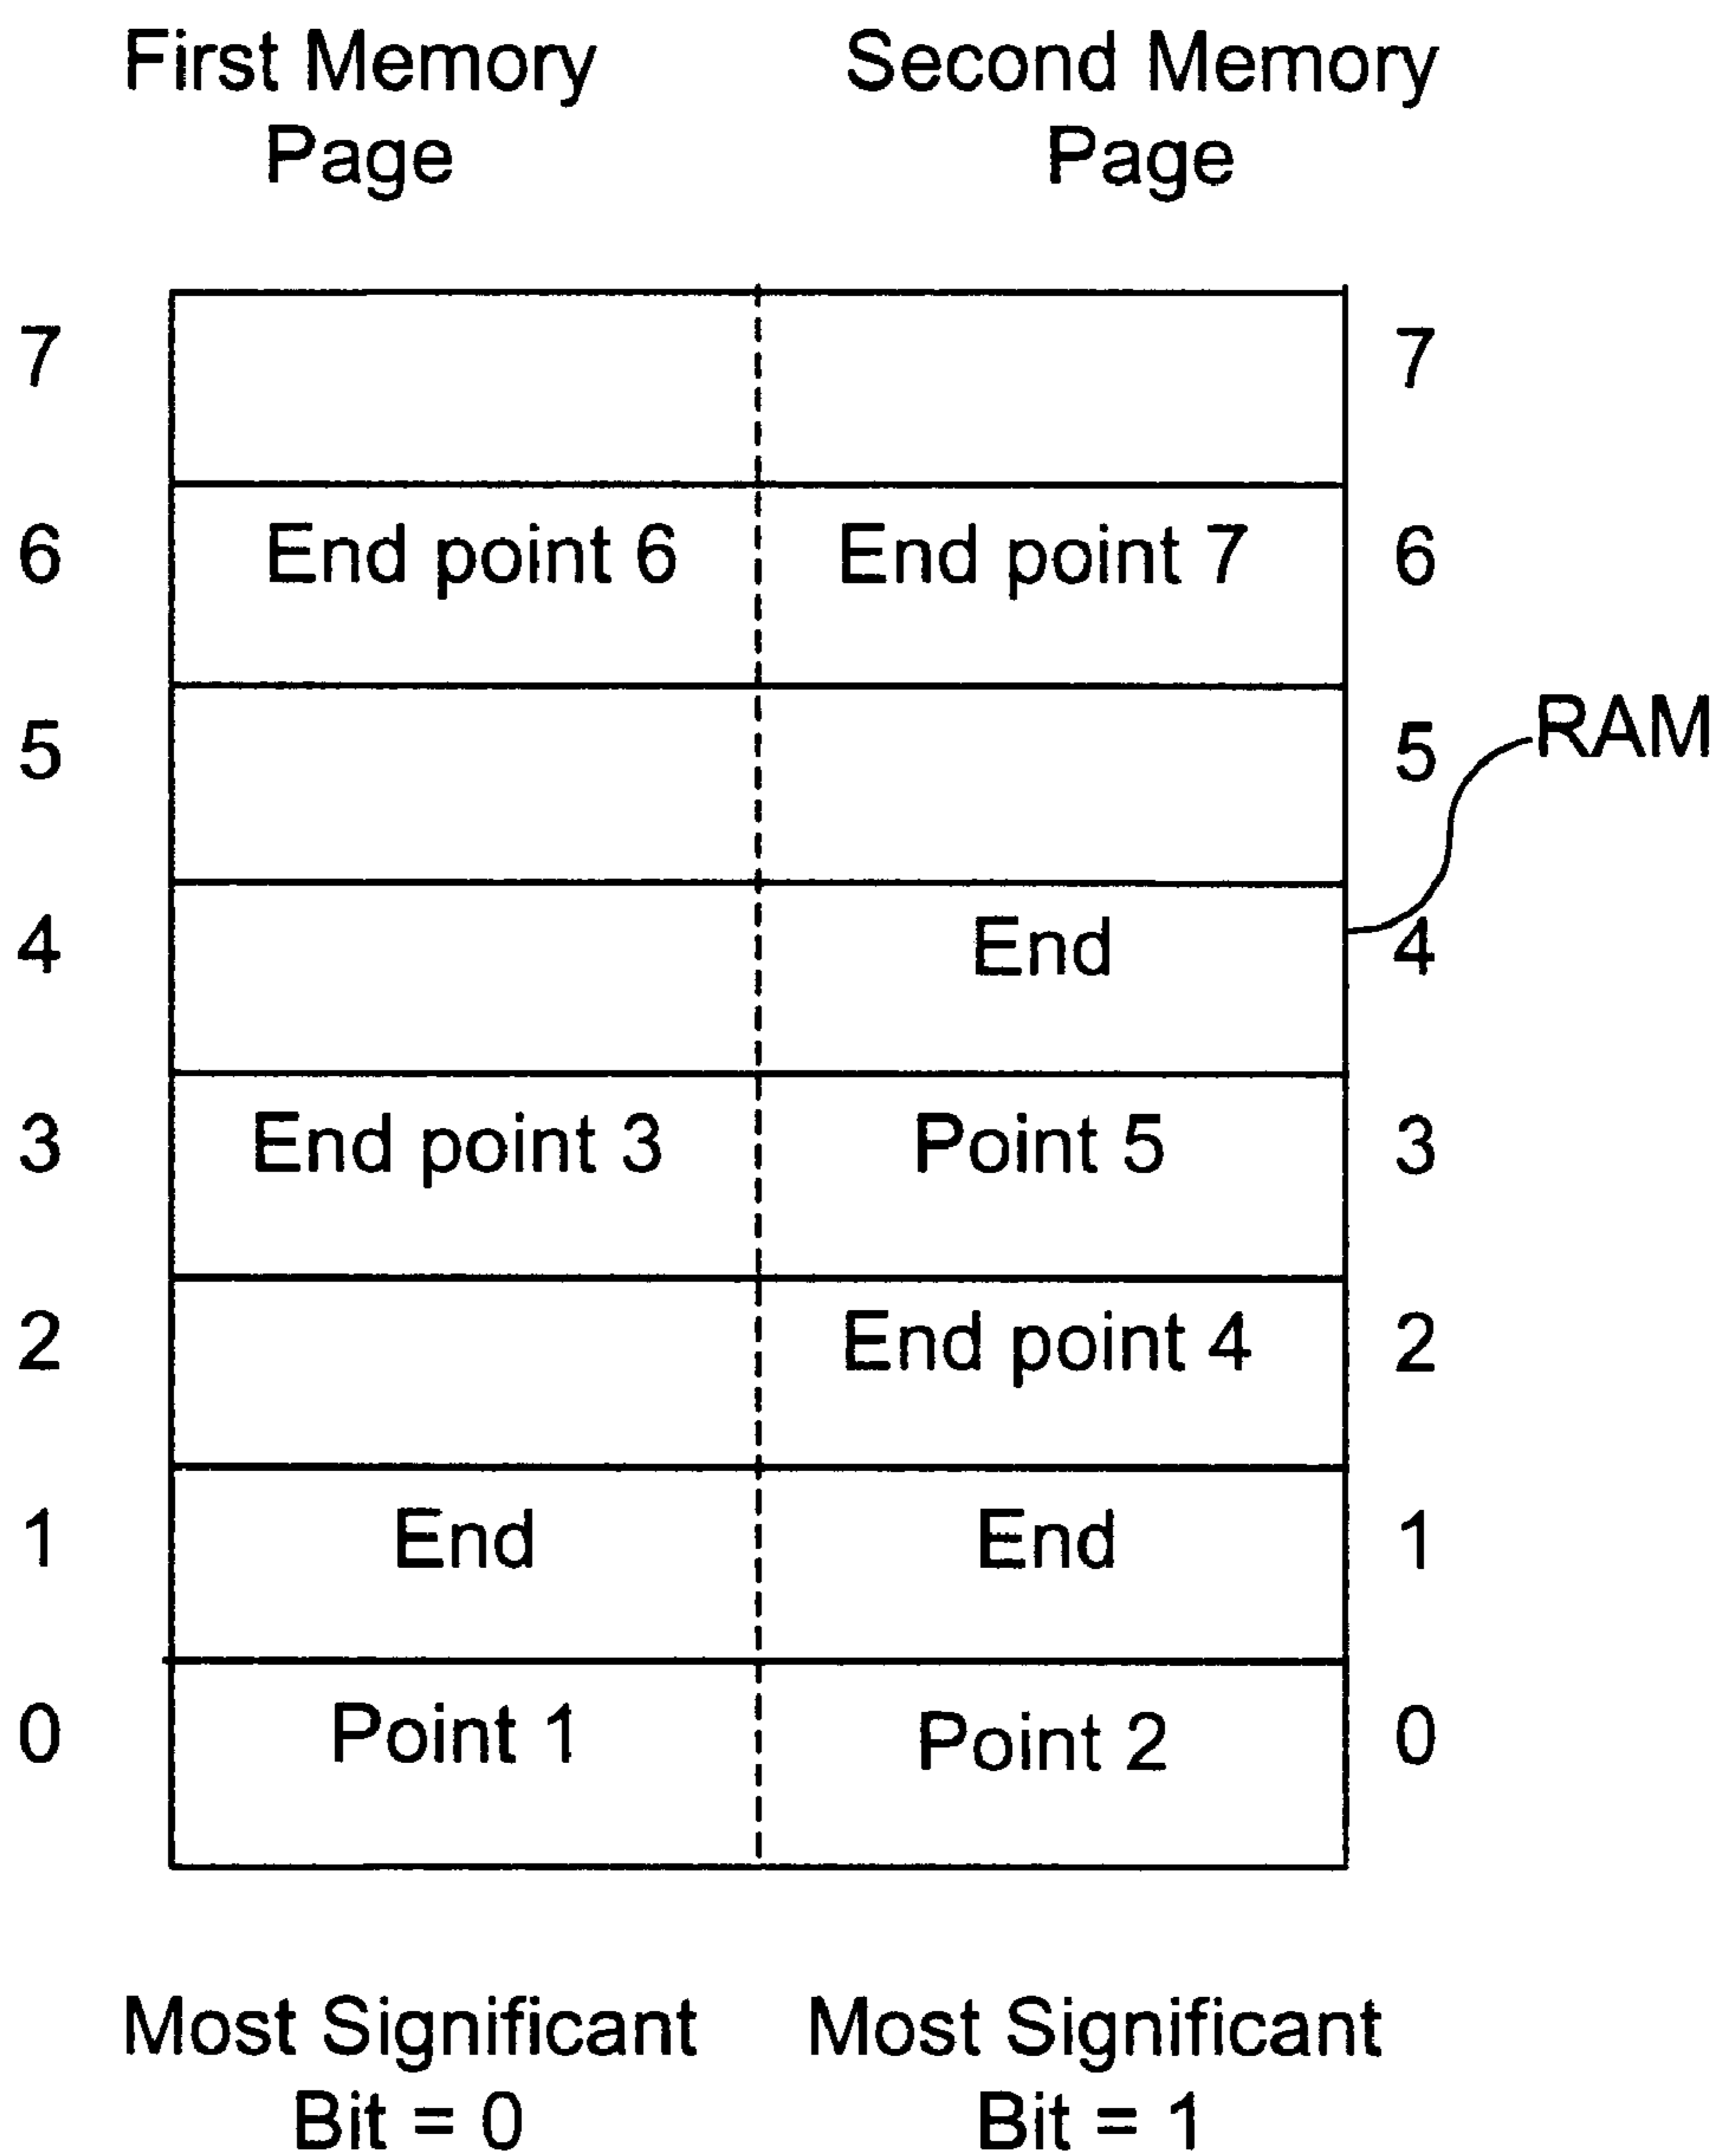 First Memory Second Memory
Page Page
7 7
6 End point 6 End point 7 6
5 5 RAM
4 End 4
3 End point 3 Point 5 3
2 End point 4 2
1 End End 1
0 Point 1 Point 2 0
Most Significant Most Significant
Bit = 0 Bit = 1